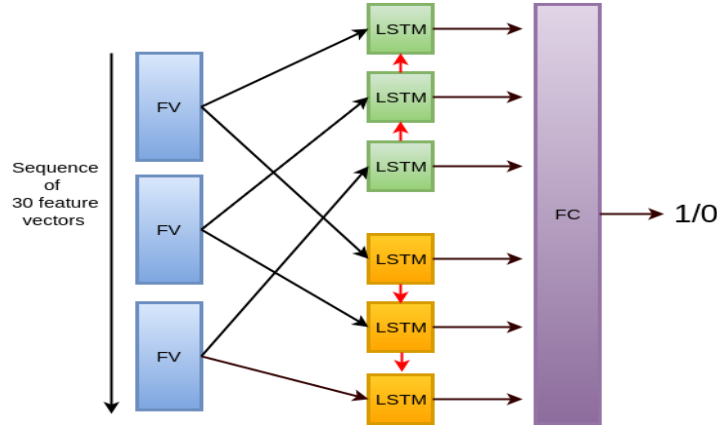 Sequence
of
30 feature
vectors
FV
FV
FV
LSTM
LSTM
LSTM
LSTM
LSTM
LSTM
FC
1/0